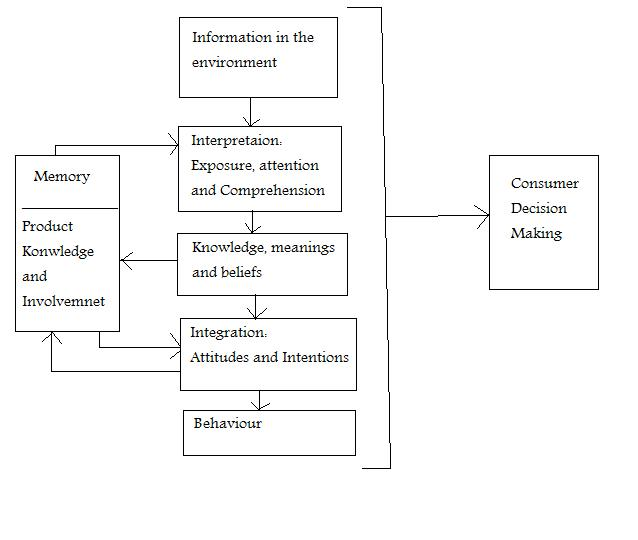 Information in the
environment
Interpretaion:
Exposure, attention
and Comprehension
Memory
Product
Konwledge
and
Involvemnet
Knowledge, meanings
and beliefs
Integration:
Attitudes and Intentions
Behaviour
Consumer
Decision
Making